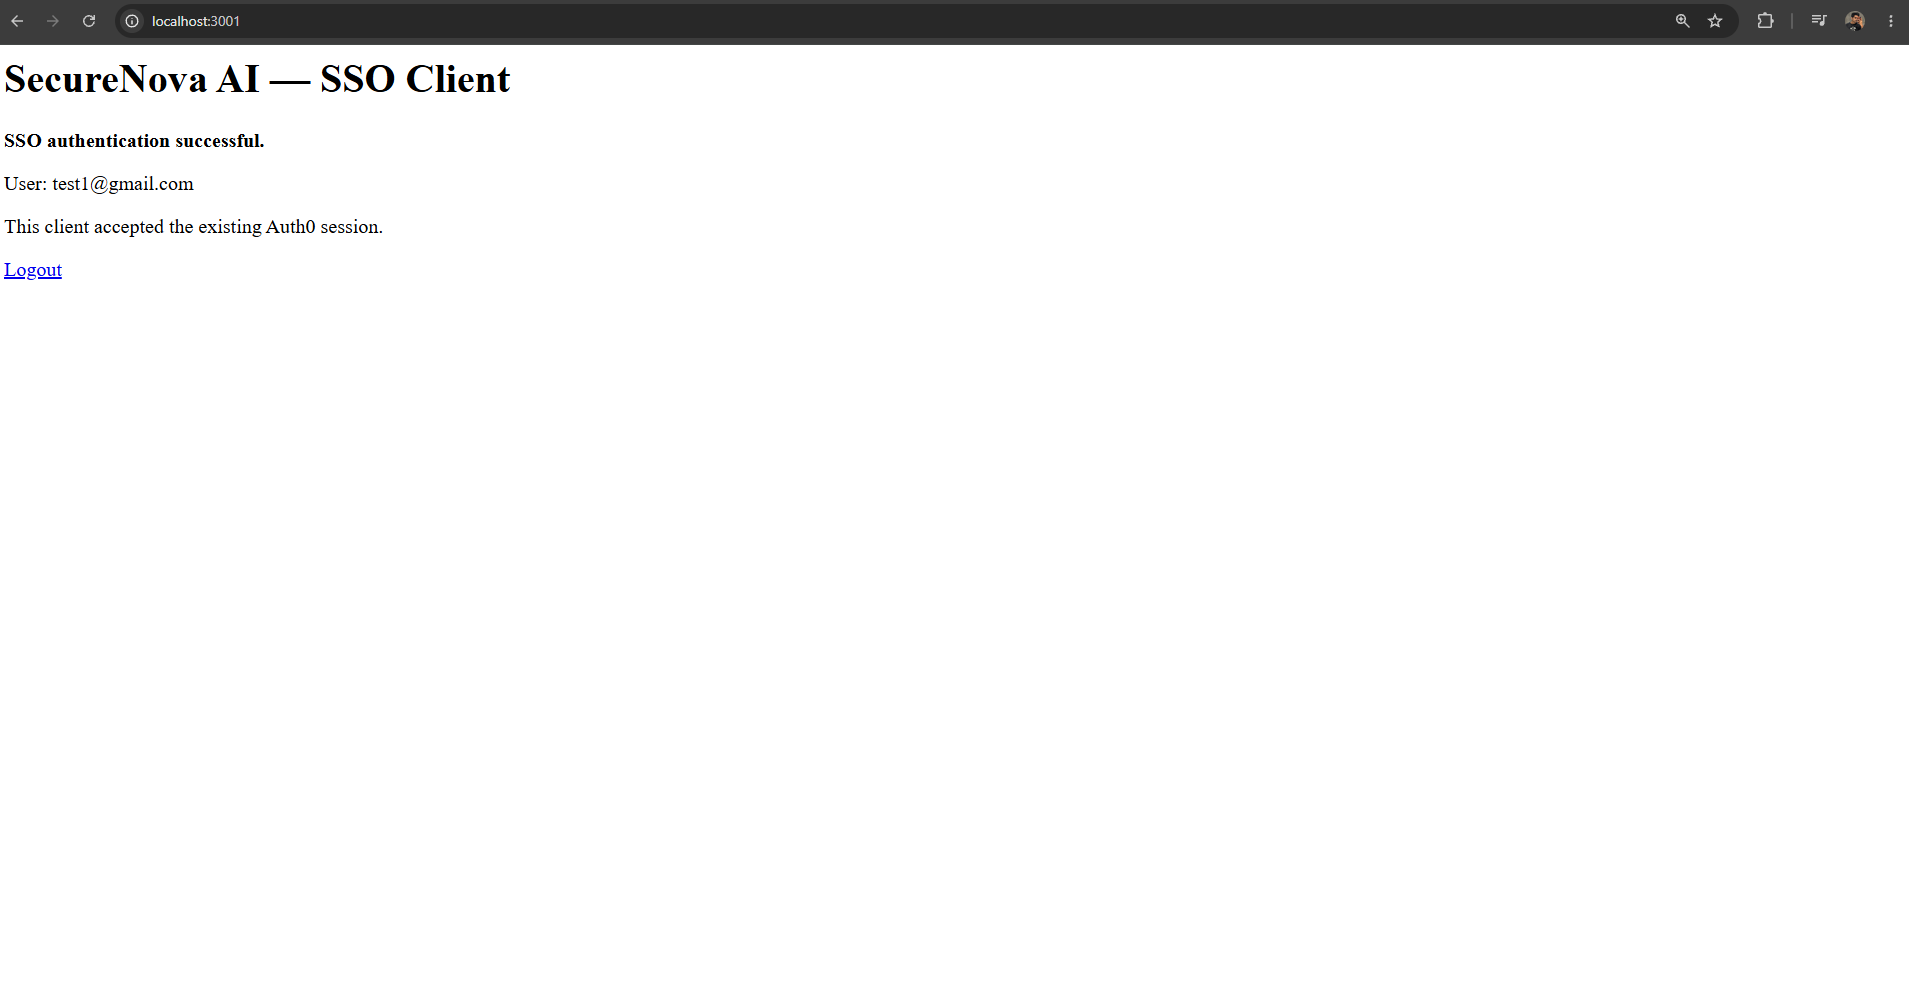 localhost:3001
SecureNova AI — SSO Client
SSO authentication successful.
User: test1@gmail.com
This client accepted the existing Auth0 session.
Logout